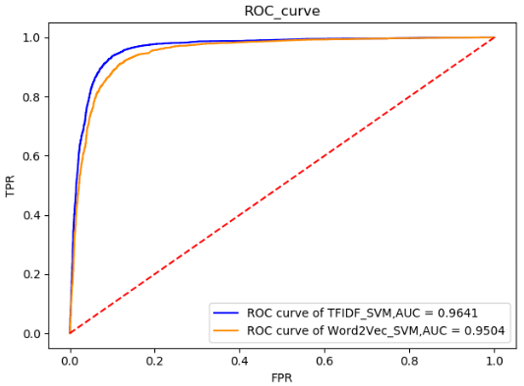 ROC_curve
1.0
0.8
0.6
0.4
0.2
0.0
TPR
ROC curve of TFIDF_SVM,AUC = 0.9641
ROC curve of Word2Vec_SVM,AUC = 0.9504
0.0 0.2 0.4 0.6 0.8 1.0
FPR